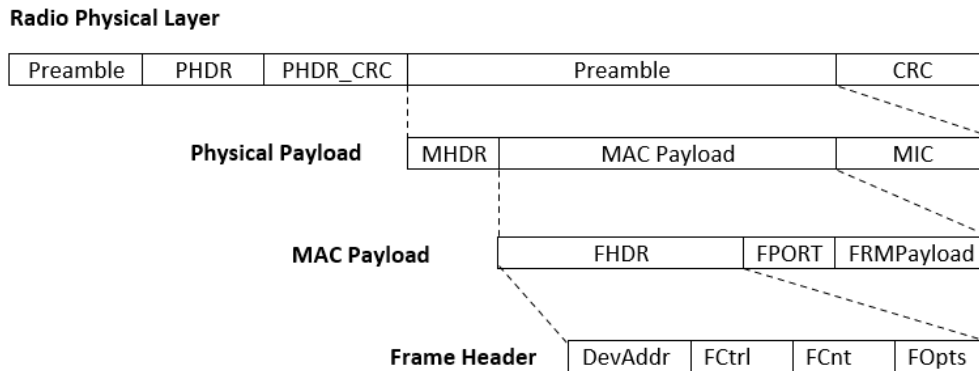 Radio Physical Layer
Preamble PHDR PHDR_CRC Preamble CRC
Physical Payload MHDR MAC Payload MIC
MAC Payload FHDR FPORT FRMPayload
Frame Header DevAddr FCtrl FCnt FOpts